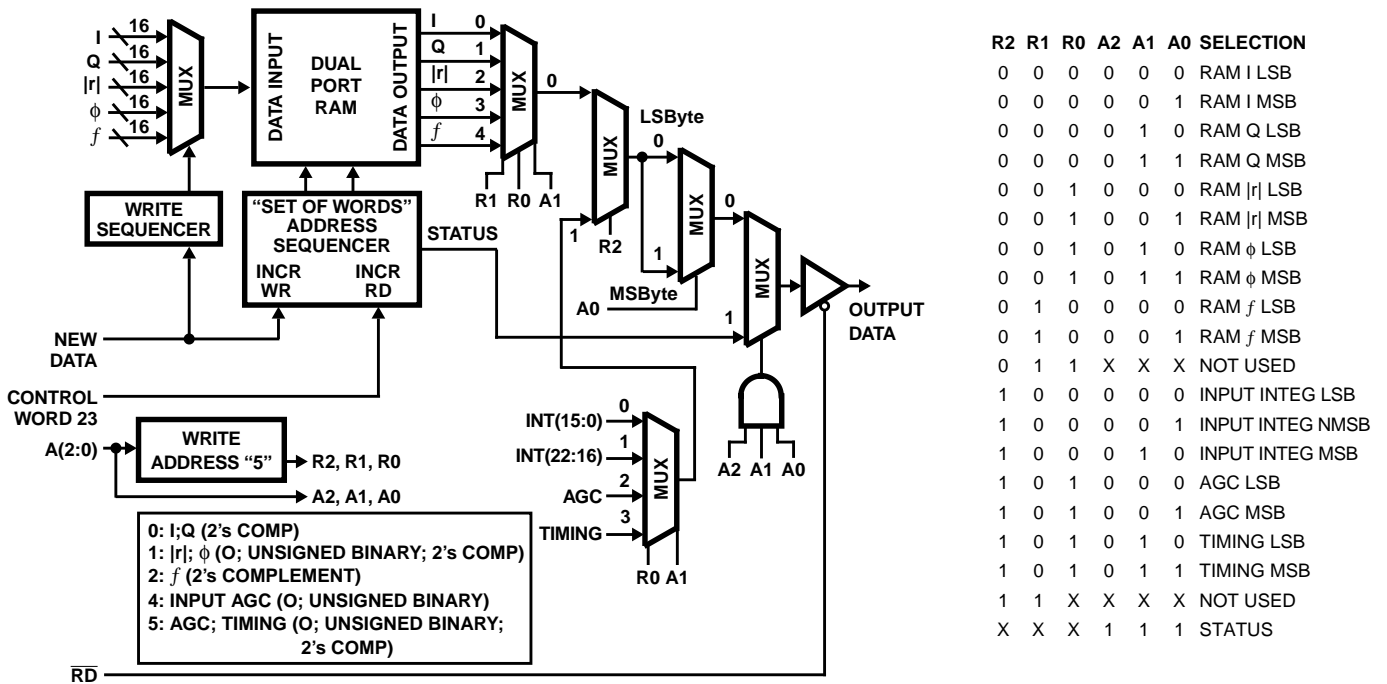 I 16
Q 16
|r| 16
ϕ 16
f 16
MUX
DATA INPUT
DUAL
PORT
RAM
DATA OUTPUT
I 0
Q 1
|r| 2
ϕ 3
f 4
MUX
0
R1 R0 A1
WRITE
SEQUENCER
“SET OF WORDS”
ADDRESS
SEQUENCER
INCR INCR
WR RD
STATUS
MUX
1
R2
LSByte
0
MUX
1
MSByte
A0
0
MUX
1
OUTPUT
DATA
A2 A1 A0
NEW
DATA
CONTROL
WORD 23
A(2:0)
WRITE
ADDRESS “5”
R2, R1, R0
A2, A1, A0
INT(15:0) 0
INT(22:16) 1
AGC 2
TIMING 3
MUX
R0 A1
0: I;Q (2’s COMP)
1: |r|; ϕ (O; UNSIGNED BINARY; 2’s COMP)
2: f (2’s COMPLEMENT)
4: INPUT AGC (O; UNSIGNED BINARY)
5: AGC; TIMING (O; UNSIGNED BINARY;
2’s COMP)
RD
R2 R1 R0 A2 A1 A0 SELECTION
0 0 0 0 0 0 RAM I LSB
0 0 0 0 0 1 RAM I MSB
0 0 0 0 1 0 RAM Q LSB
0 0 0 0 1 1 RAM Q MSB
0 0 1 0 0 0 RAM |r| LSB
0 0 1 0 0 1 RAM |r| MSB
0 0 1 0 1 0 RAM ϕ LSB
0 0 1 0 1 1 RAM ϕ MSB
0 1 0 0 0 0 RAM f LSB
0 1 0 0 0 1 RAM f MSB
0 1 1 X X X NOT USED
1 0 0 0 0 0 INPUT INTEG LSB
1 0 0 0 0 1 INPUT INTEG NMSB
1 0 0 0 1 0 INPUT INTEG MSB
1 0 1 0 0 0 AGC LSB
1 0 1 0 0 1 AGC MSB
1 0 1 0 1 0 TIMING LSB
1 0 1 0 1 1 TIMING MSB
1 1 X X X X NOT USED
X X X 1 1 1 STATUS